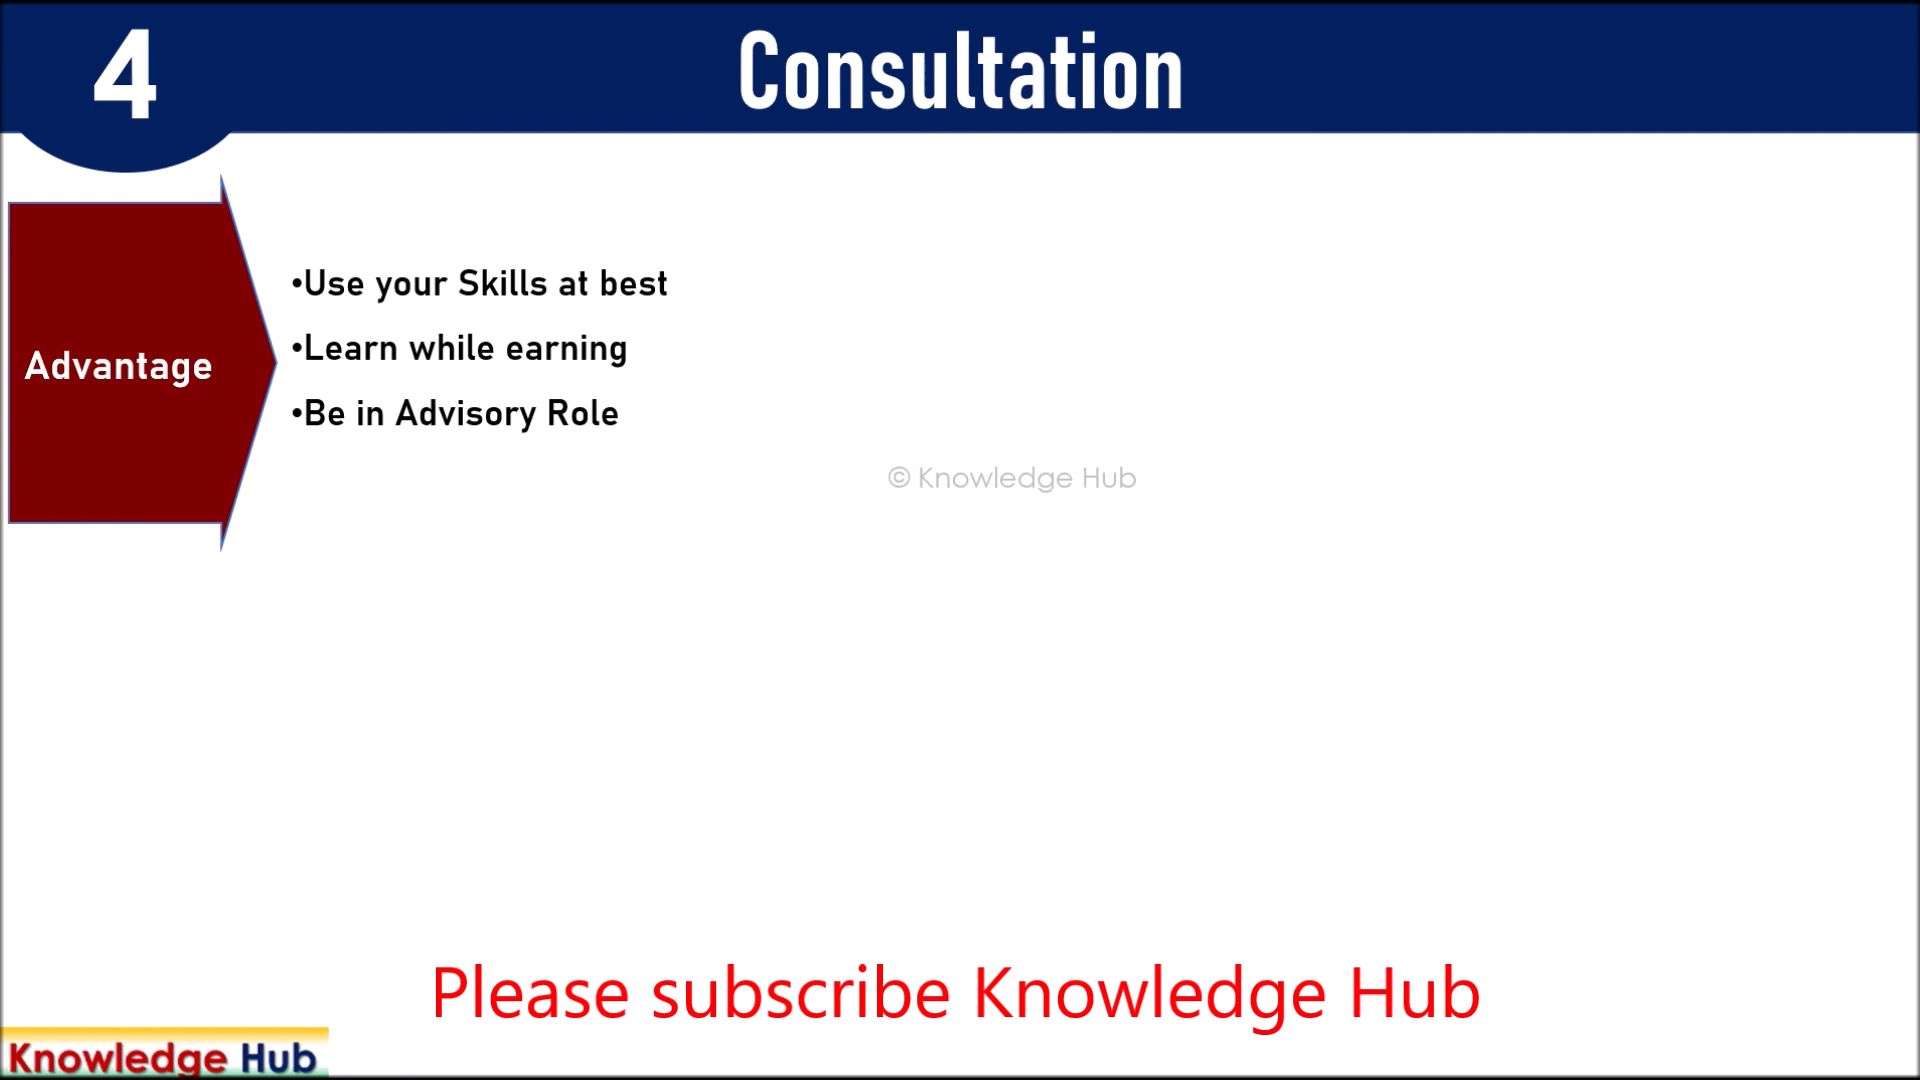 4
Consultation
Advantage
•Use your Skills at best
•Learn while earning
•Be in Advisory Role
© Knowledge Hub
Please subscribe Knowledge Hub
Knowledge Hub